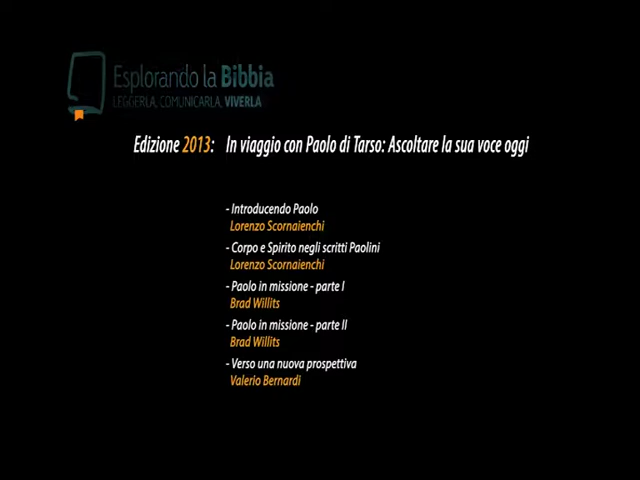 Esplorando la Bibbia
LEGGERLA, COMUNICARLA, VIVERLA
Edizione 2013: In viaggio con Paolo di Tarso: Ascoltare la sua voce oggi
- Introducendo Paolo
Lorenzo Scornaienchi
- Corpo e Spirito negli scritti Paolini
Lorenzo Scornaienchi
- Paolo in missione - parte I
Brad Willits
- Paolo in missione - parte II
Brad Willits
- Verso una nuova prospettiva
Valerio Bernardi